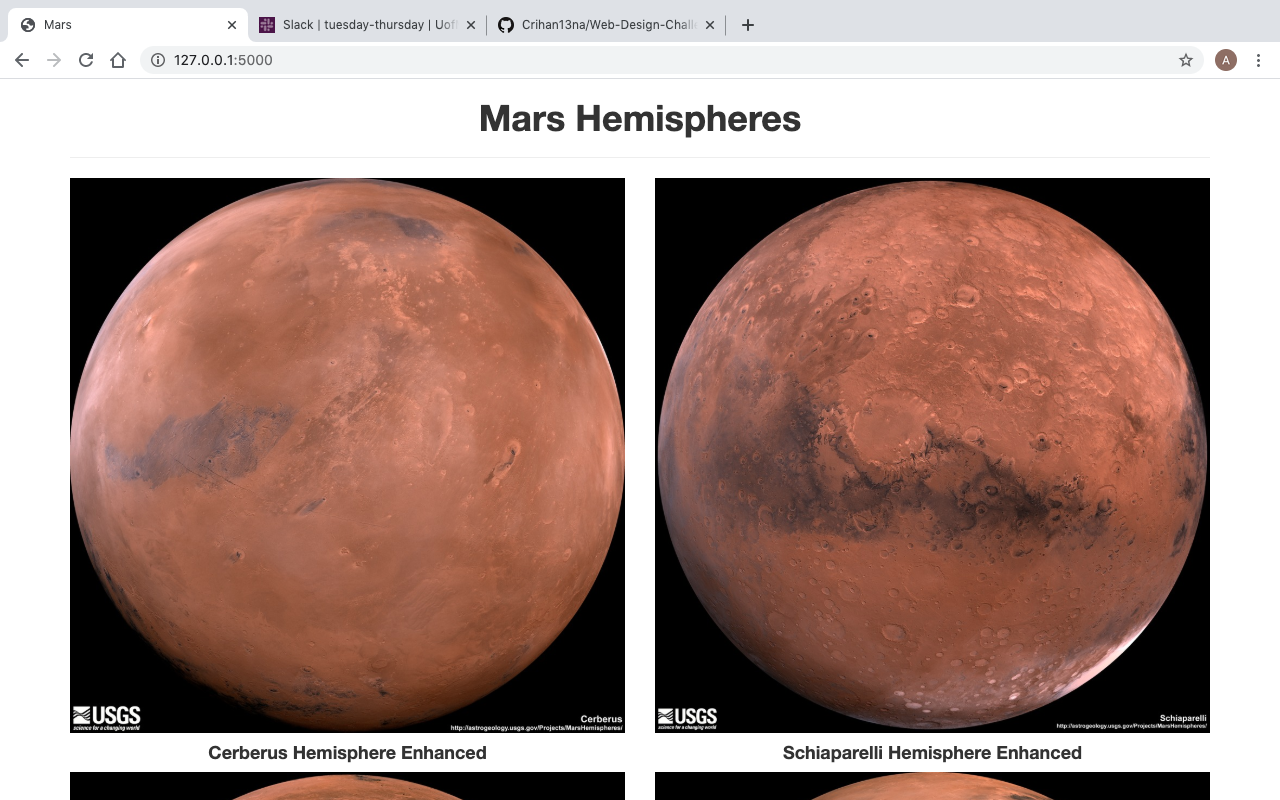 Mars
Slack | tuesday-thursday | Uof
Crihan13na/Web-Design-Chall
127.0.0.1:5000
A
Mars Hemispheres
USGS
science for a changing world
Cerberus
http://astrogeology.usgs.gov/Projects/MarsHemispheres/
USGS
science for a changing world
Schiaparelli
http://astrogeology.usgs.gov/Projects/MarsHemispheres/
Cerberus Hemisphere Enhanced
Schiaparelli Hemisphere Enhanced